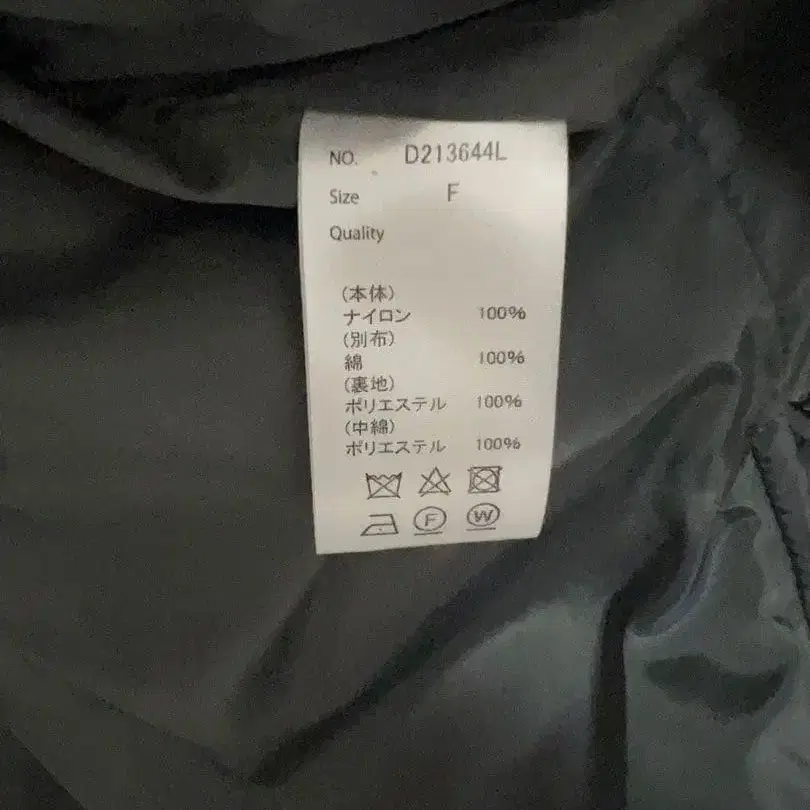 NO. D213644L
Size F
Quality
(本体)
ナイロン 100%
(別布)
綿 100%
(裏地)
ポリエステル 100%
(中綿)
ポリエステル 100%
F W